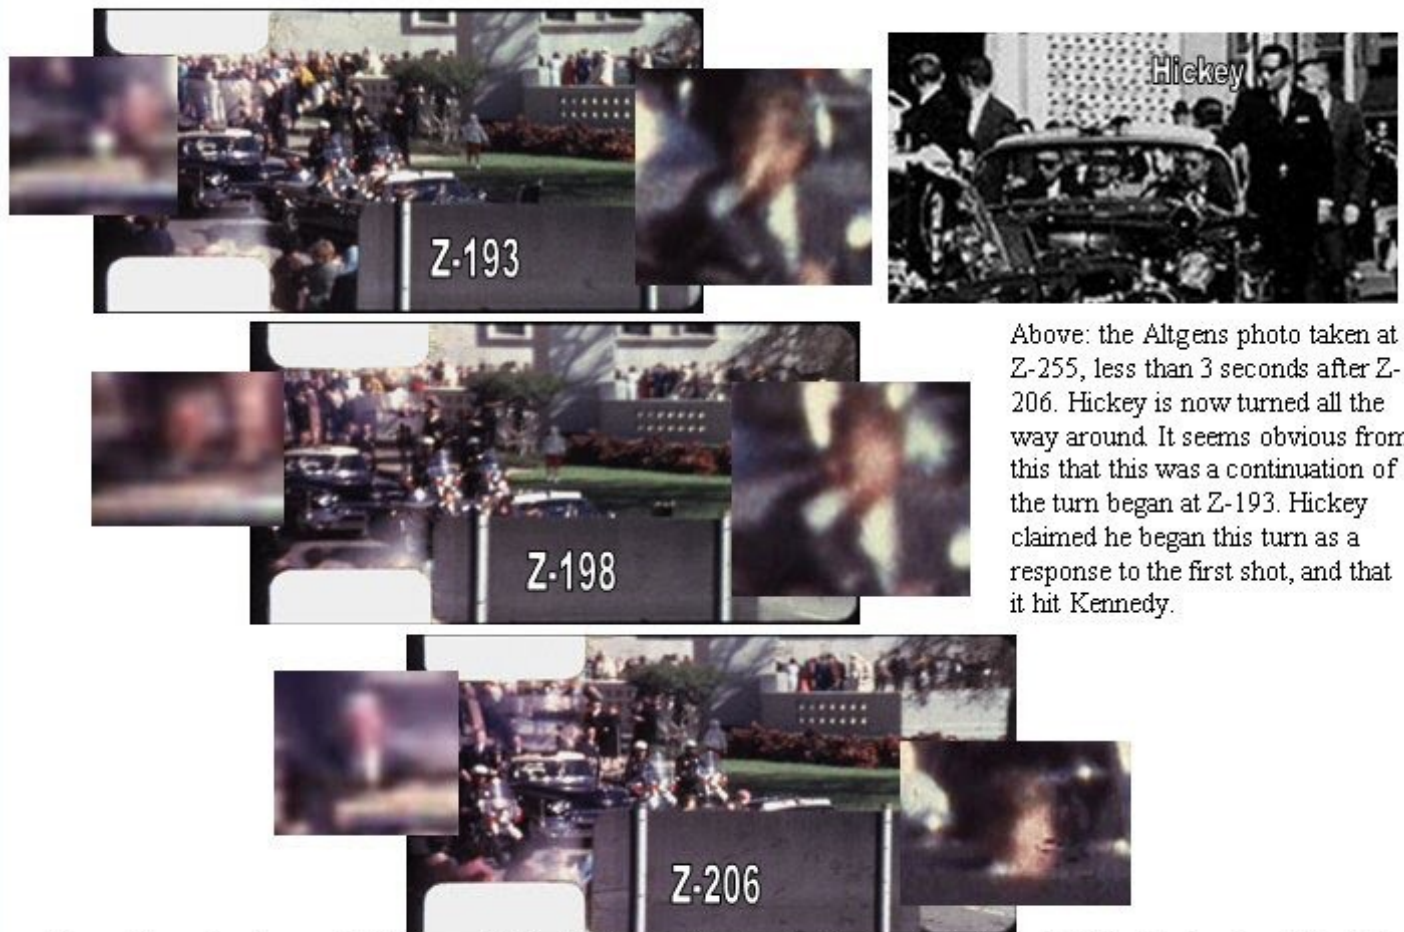 Hickey
Z-193
Above: the Altgens photo taken at
Z-255, less than 3 seconds after Z-
206. Hickey is now turned all the
way around. It seems obvious from
this that this was a continuation of
the turn began at Z-193. Hickey
claimed he began this turn as a
response to the first shot, and that
it hit Kennedy.
Z-198
Z-206